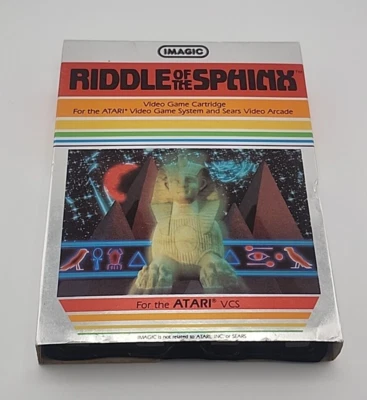 IMAGIC
RIDDLE OF THE SPHINX™
Video Game Cartridge
For the ATARI® Video Game System and Sears Video Arcade
For the ATARI® VCS
IMAGIC is not related to ATARI, INC. or SEARS